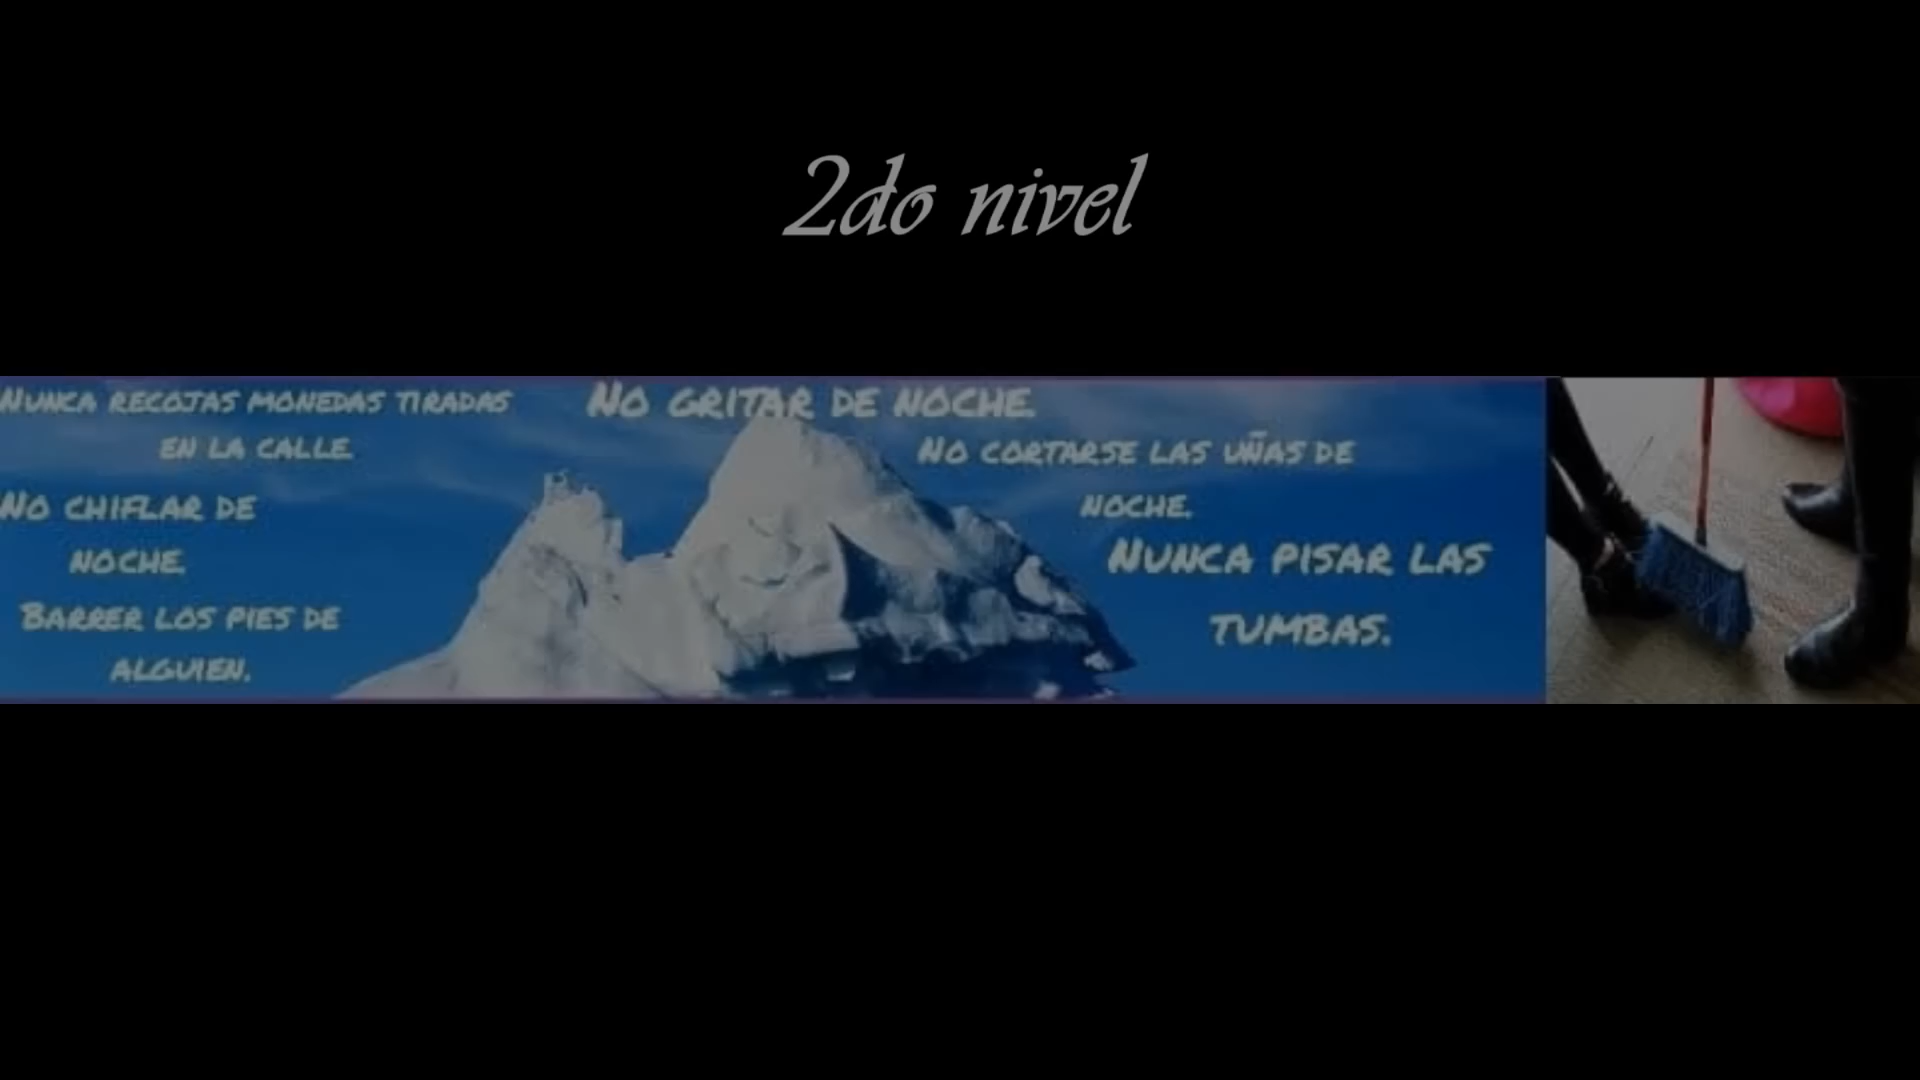 2do nivel
NUNCA RECOJAS MONEDAS TIRADAS
EN LA CALLE.
NO CHIFLAR DE
NOCHE.
BARRER LOS PIES DE
ALGUIEN.
NO GRITAR DE NOCHE.
NO CORTARSE LAS UÑAS DE
NOCHE.
NUNCA PISAR LAS
TUMBAS.